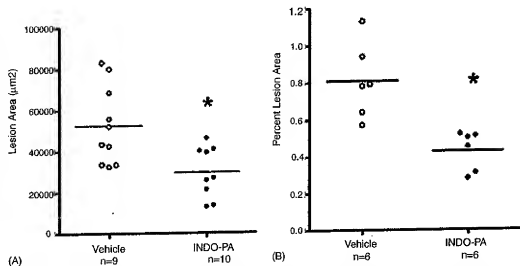 Lesion Area (μm2)
100000
80000
60000
40000
20000
0
*
Vehicle
n=9
INDO-PA
n=10
(A)
B.
Percent Lesion Area
1.2
1.0
0.8
0.6
0.4
0.2
0.0
*
Vehicle
n=6
INDO-PA
n=6
(B)